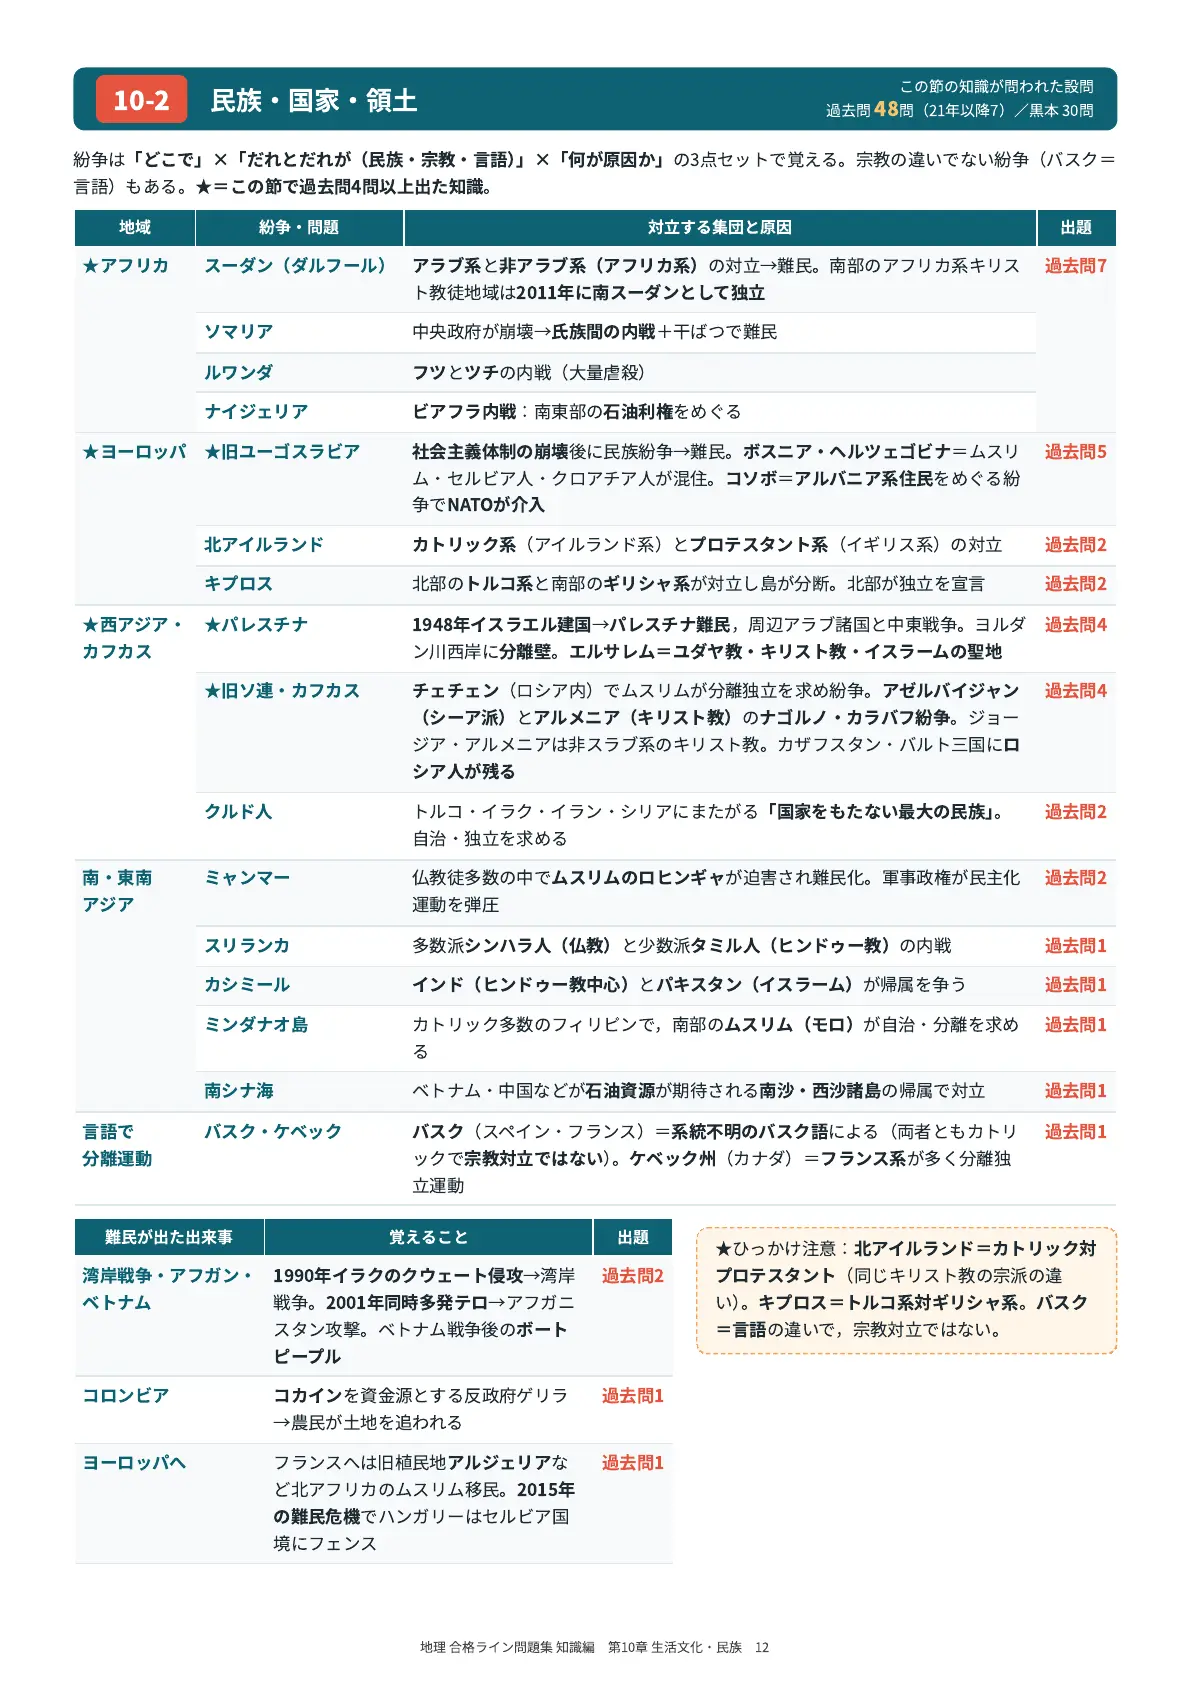 10-2
民族・国家・領土
この節の知識が問われた設問
過去問 48問（21年以降7）／黒本 30問
紛争は「どこで」×「だれとだれが（民族・宗教・言語）」×「何が原因か」の3点セットで覚える。宗教の違いでない紛争（バスク＝
言語）もある。★＝この節で過去問4問以上出た知識。
地域 紛争・問題 対立する集団と原因 出題
★アフリカ スーダン（ダルフール） アラブ系と非アラブ系（アフリカ系）の対立→難民。南部のアフリカ系キリス 過去問7
ト教徒地域は2011年に南スーダンとして独立
ソマリア 中央政府が崩壊→氏族間の内戦＋干ばつで難民
ルワンダ フツとツチの内戦（大量虐殺）
ナイジェリア ビアフラ内戦：南東部の石油利権をめぐる
★ヨーロッパ ★旧ユーゴスラビア 社会主義体制の崩壊後に民族紛争→難民。ボスニア・ヘルツェゴビナ＝ムスリ 過去問5
ム・セルビア人・クロアチア人が混住。コソボ＝アルバニア系住民をめぐる紛
争でNATOが介入
北アイルランド カトリック系（アイルランド系）とプロテスタント系（イギリス系）の対立 過去問2
キプロス 北部のトルコ系と南部のギリシャ系が対立し島が分断。北部が独立を宣言 過去問2
★西アジア・ ★パレスチナ 1948年イスラエル建国→パレスチナ難民，周辺アラブ諸国と中東戦争。ヨルダ 過去問4
カフカス ン川西岸に分離壁。エルサレム＝ユダヤ教・キリスト教・イスラームの聖地
★旧ソ連・カフカス チェチェン（ロシア内）でムスリムが分離独立を求め紛争。アゼルバイジャン 過去問4
（シーア派）とアルメニア（キリスト教）のナゴルノ・カラバフ紛争。ジョー
ジア・アルメニアは非スラブ系のキリスト教。カザフスタン・バルト三国にロ
シア人が残る
クルド人 トルコ・イラク・イラン・シリアにまたがる「国家をもたない最大の民族」。 過去問2
自治・独立を求める
南・東南 ミャンマー 仏教徒多数の中でムスリムのロヒンギャが迫害され難民化。軍事政権が民主化 過去問2
アジア 運動を弾圧
スリランカ 多数派シンハラ人（仏教）と少数派タミル人（ヒンドゥー教）の内戦 過去問1
カシミール インド（ヒンドゥー教中心）とパキスタン（イスラーム）が帰属を争う 過去問1
ミンダナオ島 カトリック多数のフィリピンで，南部のムスリム（モロ）が自治・分離を求め 過去問1
る
南シナ海 ベトナム・中国などが石油資源が期待される南沙・西沙諸島の帰属で対立 過去問1
言語で バスク・ケベック バスク（スペイン・フランス）＝系統不明のバスク語による（両者ともカトリ 過去問1
分離運動 ックで宗教対立ではない）。ケベック州（カナダ）＝フランス系が多く分離独
立運動
難民が出た出来事 覚えること 出題
湾岸戦争・アフガン・ 1990年イラクのクウェート侵攻→湾岸 過去問2
ベトナム 戦争。2001年同時多発テロ→アフガニ
スタン攻撃。ベトナム戦争後のボート
ピープル
コロンビア コカインを資金源とする反政府ゲリラ 過去問1
→農民が土地を追われる
ヨーロッパへ フランスへは旧植民地アルジェリアな 過去問1
ど北アフリカのムスリム移民。2015年
の難民危機でハンガリーはセルビア国
境にフェンス
★ひっかけ注意：北アイルランド＝カトリック対
プロテスタント（同じキリスト教の宗派の違
い）。キプロス＝トルコ系対ギリシャ系。バスク
＝言語の違いで，宗教対立ではない。
地理 合格ライン問題集 知識編 第10章 生活文化・民族 12